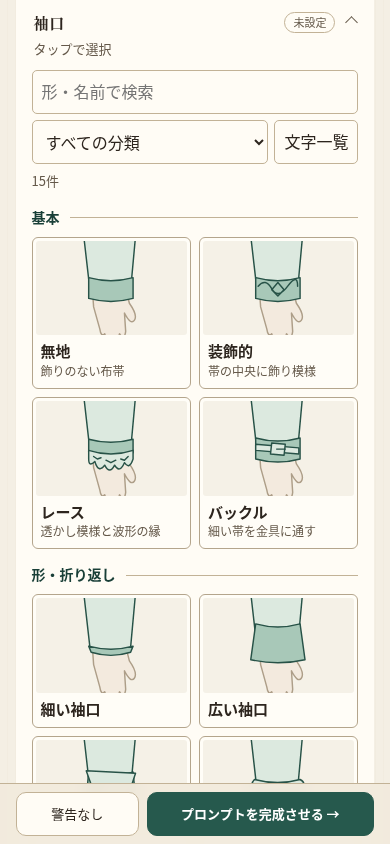 袖口
未設定
タップで選択
形・名前で検索
すべての分類
文字一覧
15件
基本
無地
飾りのない布帯
装飾的
帯の中央に飾り模様
レース
透かし模様と波形の縁
バックル
細い帯を金具に通す
形・折り返し
細い袖口
広い袖口
警告なし
プロンプトを完成させる →